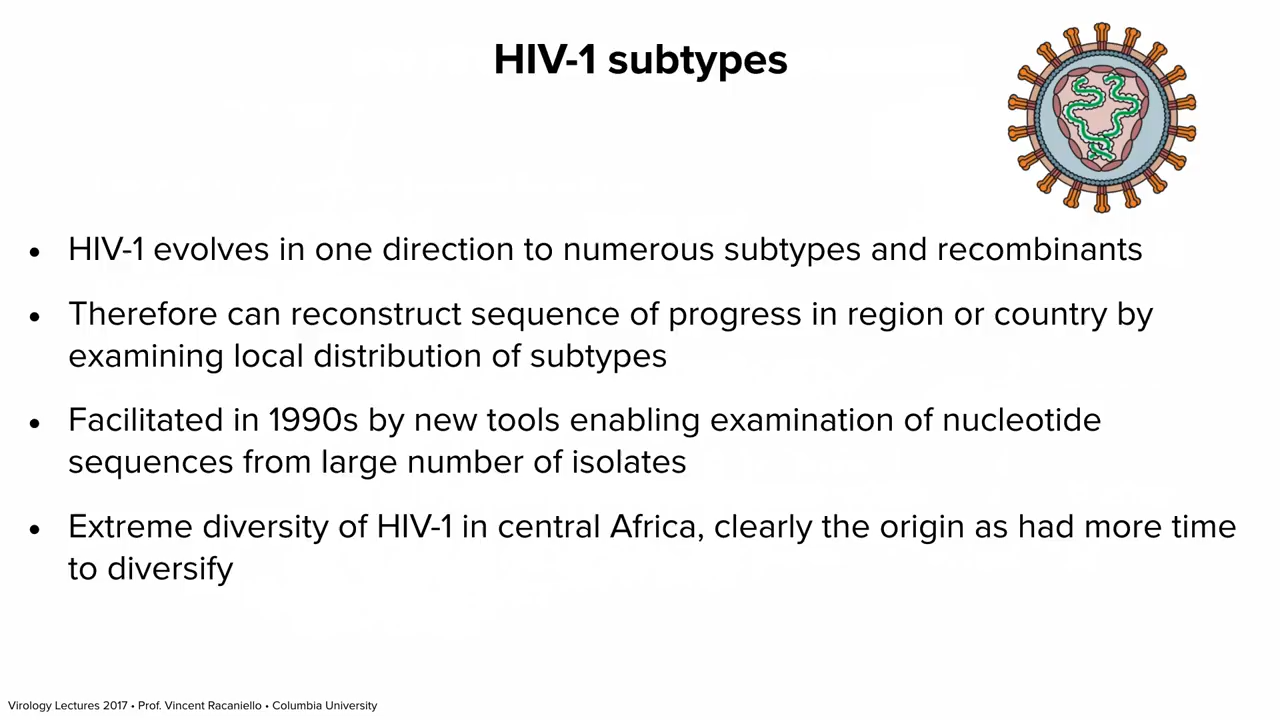 HIV-1 subtypes
• HIV-1 evolves in one direction to numerous subtypes and recombinants
• Therefore can reconstruct sequence of progress in region or country by
examining local distribution of subtypes
• Facilitated in 1990s by new tools enabling examination of nucleotide
sequences from large number of isolates
• Extreme diversity of HIV-1 in central Africa, clearly the origin as had more time
to diversify
Virology Lectures 2017 • Prof. Vincent Racaniello • Columbia University